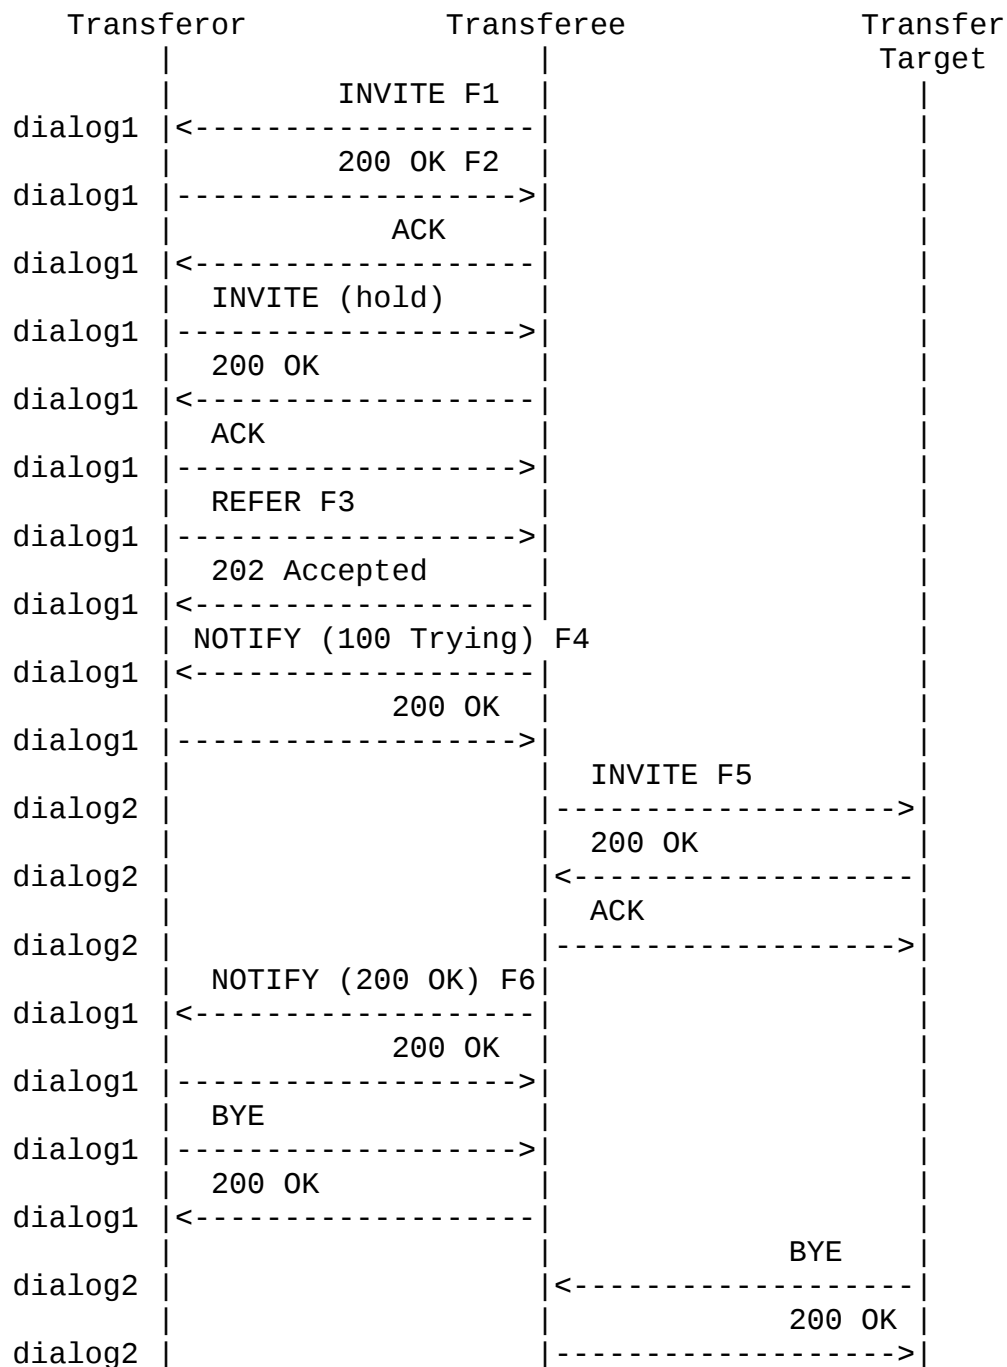 Transferor           Transferee             Transfer
         |                    |                  Target
         |         INVITE F1  |                    |
dialog1  |<-------------------|                    |
         |         200 OK F2  |                    |
dialog1  |------------------->|                    |
         |            ACK     |                    |
dialog1  |<-------------------|                    |
         |  INVITE (hold)     |                    |
dialog1  |------------------->|                    |
         |  200 OK            |                    |
dialog1  |<-------------------|                    |
         |  ACK               |                    |
dialog1  |------------------->|                    |
         |  REFER F3          |                    |
dialog1  |------------------->|                    |
         |  202 Accepted      |                    |
dialog1  |<-------------------|                    |
         | NOTIFY (100 Trying) F4                  |
dialog1  |<-------------------|                    |
         |            200 OK  |                    |
dialog1  |------------------->|                    |
         |                    |  INVITE F5         |
dialog2  |                    |------------------->|
         |                    |  200 OK            |
dialog2  |                    |<-------------------|
         |                    |  ACK               |
dialog2  |                    |------------------->|
         |  NOTIFY (200 OK) F6|                    |
dialog1  |<-------------------|                    |
         |            200 OK  |                    |
dialog1  |------------------->|                    |
         |  BYE               |                    |
dialog1  |------------------->|                    |
         |  200 OK            |                    |
dialog1  |<-------------------|                    |
         |                    |             BYE    |
dialog2  |                    |<-------------------|
         |                    |             200 OK |
dialog2  |                    |------------------->|